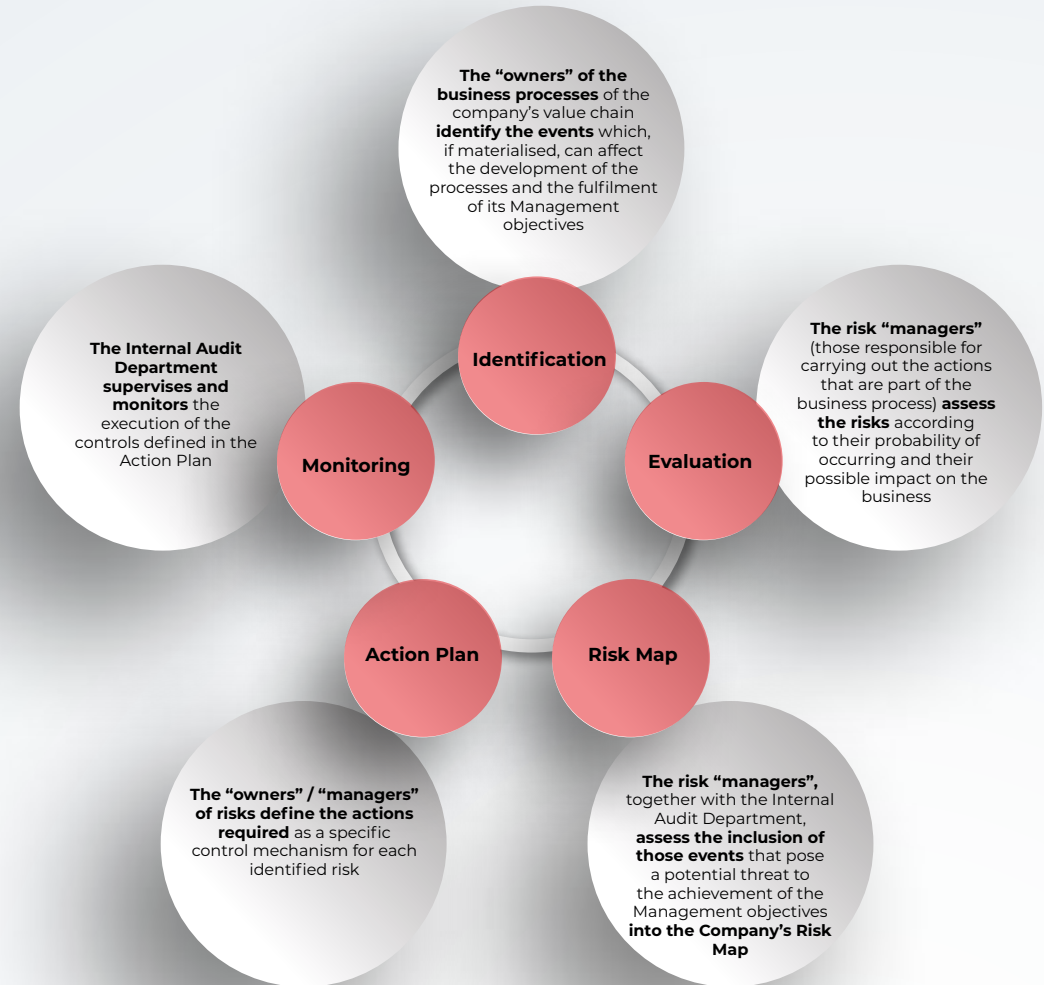 The “owners” of the
business processes of the
company’s value chain
identify the events which,
if materialised, can affect
the development of the
processes and the fulfilment
of its Management
objectives
Identification
The risk “managers”
(those responsible for
carrying out the actions
that are part of the
business process) assess
the risks according
to their probability of
occurring and their
possible impact on the
business
Evaluation
The Internal Audit
Department
supervises and
monitors the
execution of the
controls defined in the
Action Plan
Monitoring
Action Plan
Risk Map
The “owners” / “managers”
of risks define the actions
required as a specific
control mechanism for each
identified risk
The risk “managers”,
together with the Internal
Audit Department,
assess the inclusion of
those events that pose
a potential threat to
the achievement of the
Management objectives
into the Company’s Risk
Map